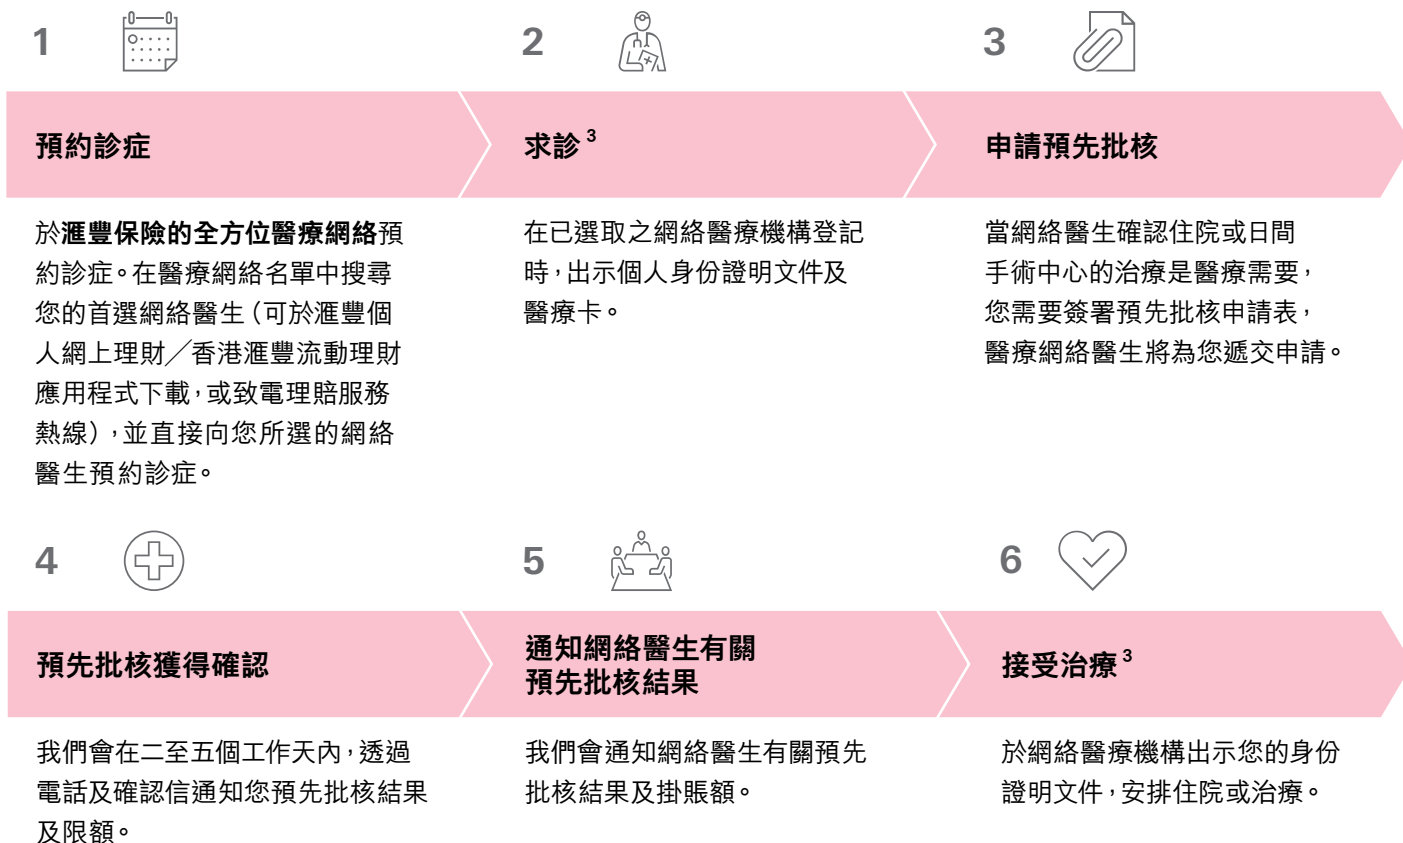 1
預約診症
於滙豐保險的全方位醫療網絡預
約診症。在醫療網絡名單中搜尋
您的首選網絡醫生（可於滙豐個
人網上理財／香港滙豐流動理財
應用程式下載，或致電理賠服務
熱線），並直接向您所選的網絡
醫生預約診症。
2
求診 3
在已選取之網絡醫療機構登記
時，出示個人身份證明文件及
醫療卡。
3
申請預先批核
當網絡醫生確認住院或日間
手術中心的治療是醫療需要，
您需要簽署預先批核申請表，
醫療網絡醫生將為您遞交申請。
4
預先批核獲得確認
我們會在二至五個工作天內，透過
電話及確認信通知您預先批核結果
及限額。
5
通知網絡醫生有關
預先批核結果
我們會通知網絡醫生有關預先
批核結果及掛賬額。
6
接受治療 3
於網絡醫療機構出示您的身份
證明文件，安排住院或治療。